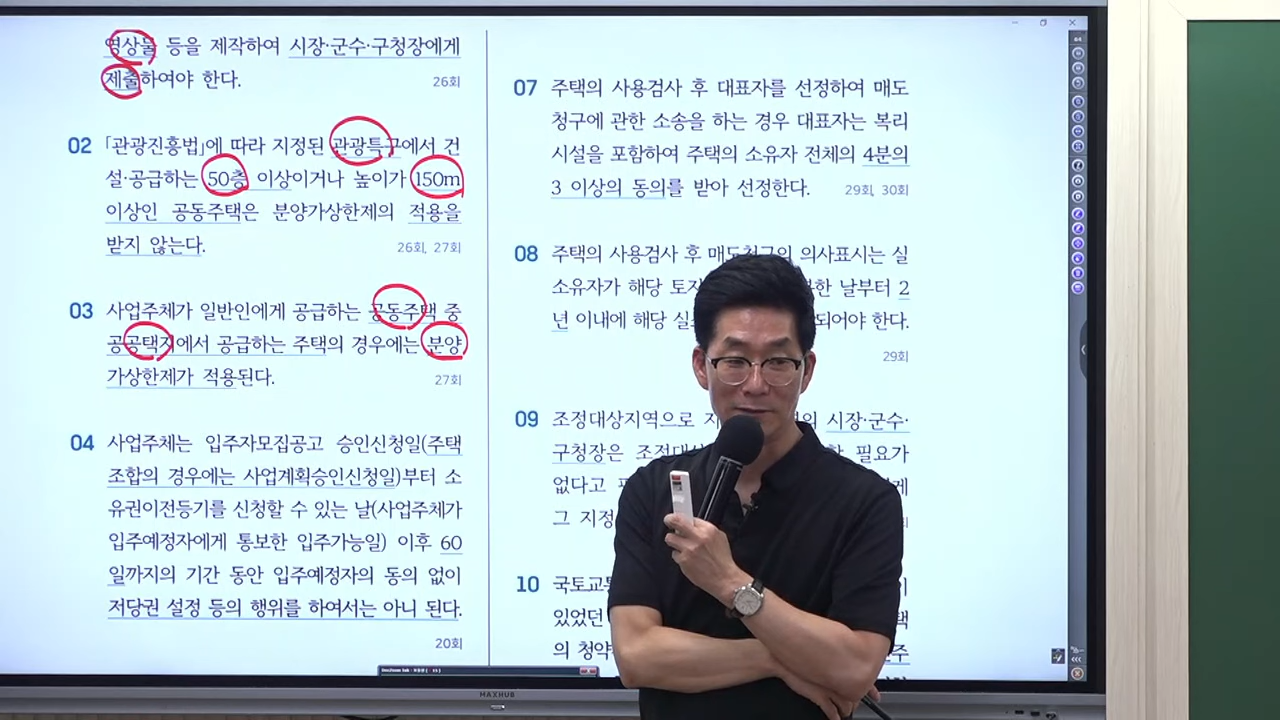 영상물 등을 제작하여 시장·군수·구청장에게
제출하여야 한다. 26회
02 「관광진흥법」에 따라 지정된 관광특구에서 건
설·공급하는 50층 이상이거나 높이가 150m
이상인 공동주택은 분양가상한제의 적용을
받지 않는다. 26회, 27회
03 사업주체가 일반인에게 공급하는 공동주택 중
공공택지에서 공급하는 주택의 경우에는 분양
가상한제가 적용된다. 27회
04 사업주체는 입주자모집공고 승인신청일(주택
조합의 경우에는 사업계획승인신청일)부터 소
유권이전등기를 신청할 수 있는 날(사업주체가
입주예정자에게 통보한 입주가능일) 이후 60
일까지의 기간 동안 입주예정자의 동의 없이
저당권 설정 등의 행위를 하여서는 아니 된다.
20회
07 주택의 사용검사 후 대표자를 선정하여 매도
청구에 관한 소송을 하는 경우 대표자는 복리
시설을 포함하여 주택의 소유자 전체의 4분의
3 이상의 동의를 받아 선정한다. 29회, 30회
08 주택의 사용검사 후 매도청구의 의사표시는 실
소유자가 해당 토지 날부터 2
년 이내에 해당 실소 되어야 한다.
29회
09 조정대상지역으로 시장·군수·
구청장은 조정대상 필요가
없다고
그 지정
10 국토교통
있었던
의 청약
MAXHUB